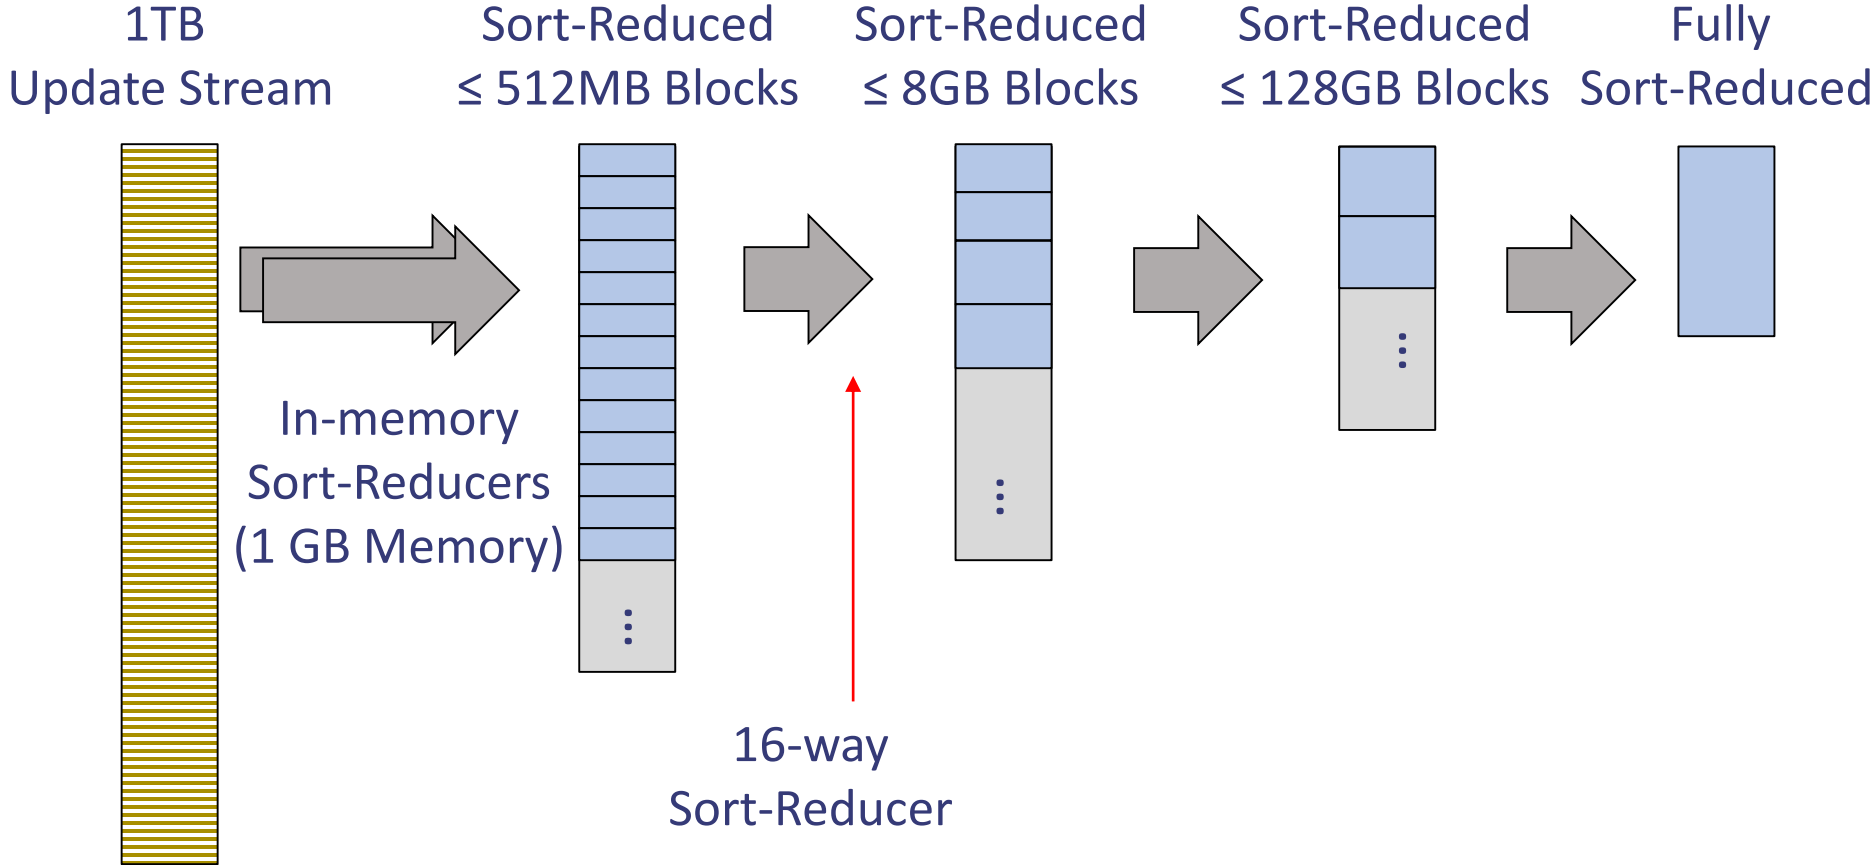 1TB
Update Stream
Sort-Reduced
≤ 512MB Blocks
Sort-Reduced
≤ 8GB Blocks
Sort-Reduced
≤ 128GB Blocks
Fully
Sort-Reduced
In-memory
Sort-Reducers
(1 GB Memory)
...
...
...
16-way
Sort-Reducer